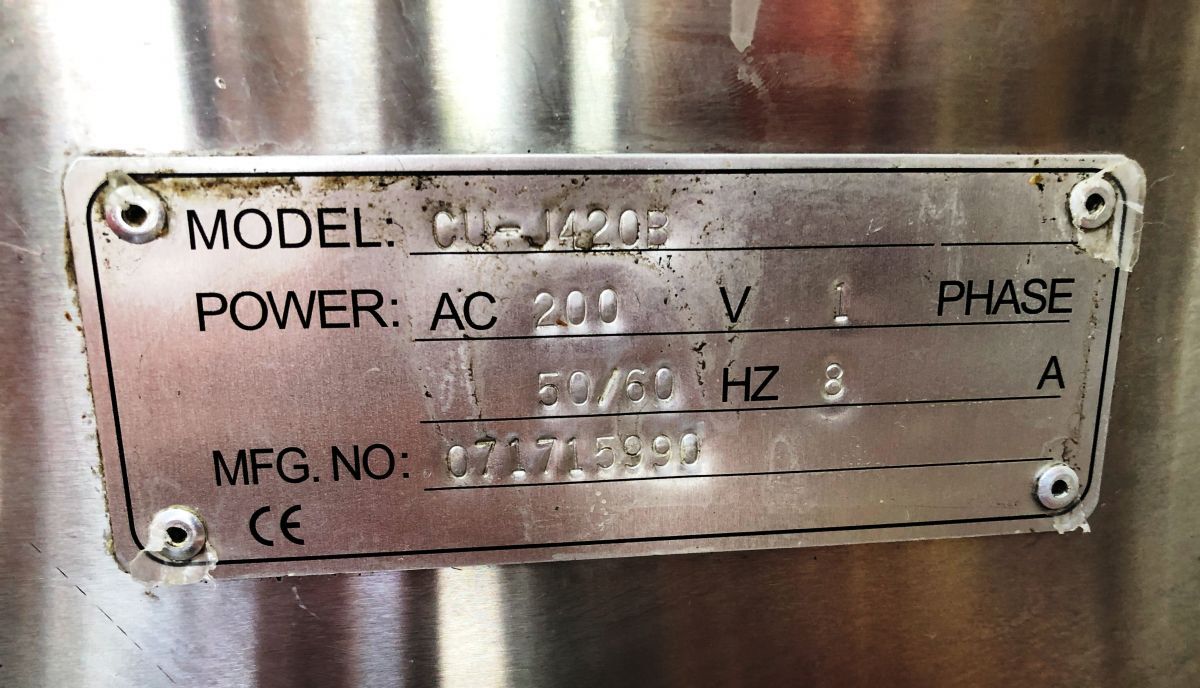 MODEL: CU-J420B
POWER: AC 200 V 1 PHASE
50/60 HZ 8 A
MFG. NO: 071715990
CE